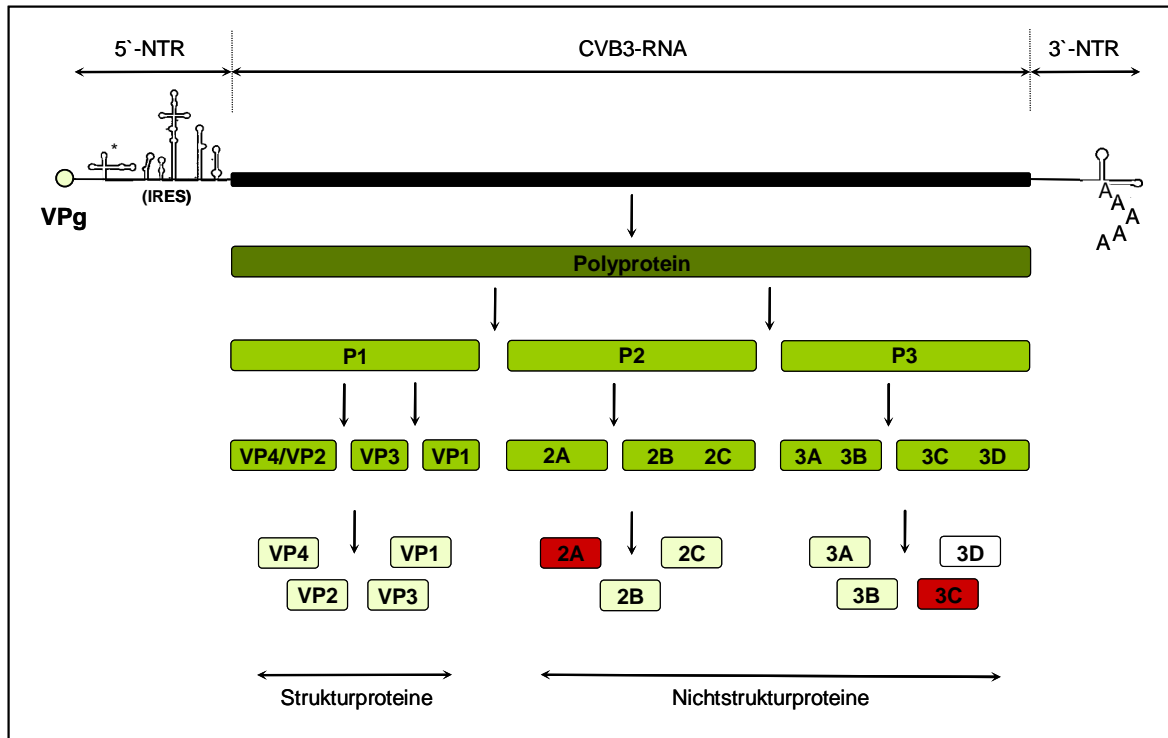 5`-NTR CVB3-RNA 3`-NTR
*
(IRES)
VPg
A
A
A
A
A
Polyprotein
P1 P2 P3
VP4/VP2 VP3 VP1 2A 2B 2C 3A 3B 3C 3D
VP4 VP1 2A 2C 3A 3D
VP2 VP3 2B 3B 3C
Strukturproteine Nichtstrukturproteine